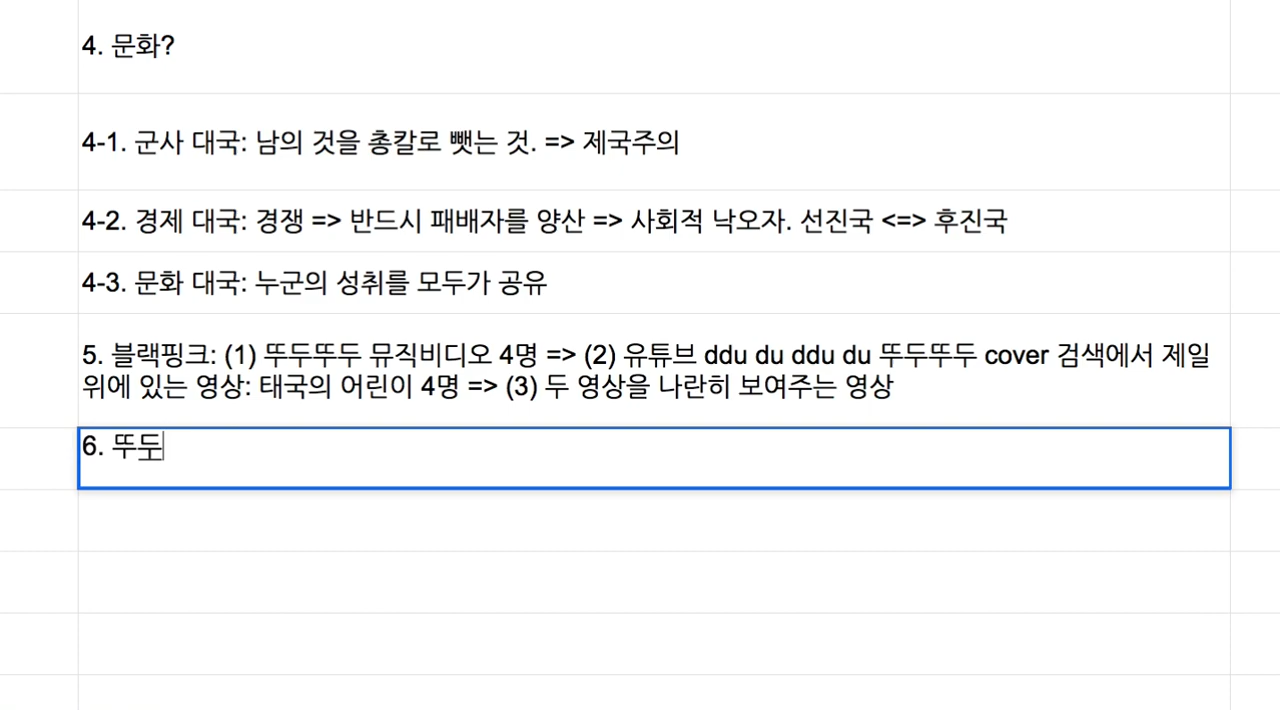 4. 문화?
4-1. 군사 대국: 남의 것을 총칼로 뺏는 것. => 제국주의
4-2. 경제 대국: 경쟁 => 반드시 패배자를 양산 => 사회적 낙오자. 선진국 <=> 후진국
4-3. 문화 대국: 누군의 성취를 모두가 공유
5. 블랙핑크: (1) 뚜두뚜두 뮤직비디오 4명 => (2) 유튜브 ddu du ddu du 뚜두뚜두 cover 검색에서 제일
위에 있는 영상: 태국의 어린이 4명 => (3) 두 영상을 나란히 보여주는 영상
6. 뚜두